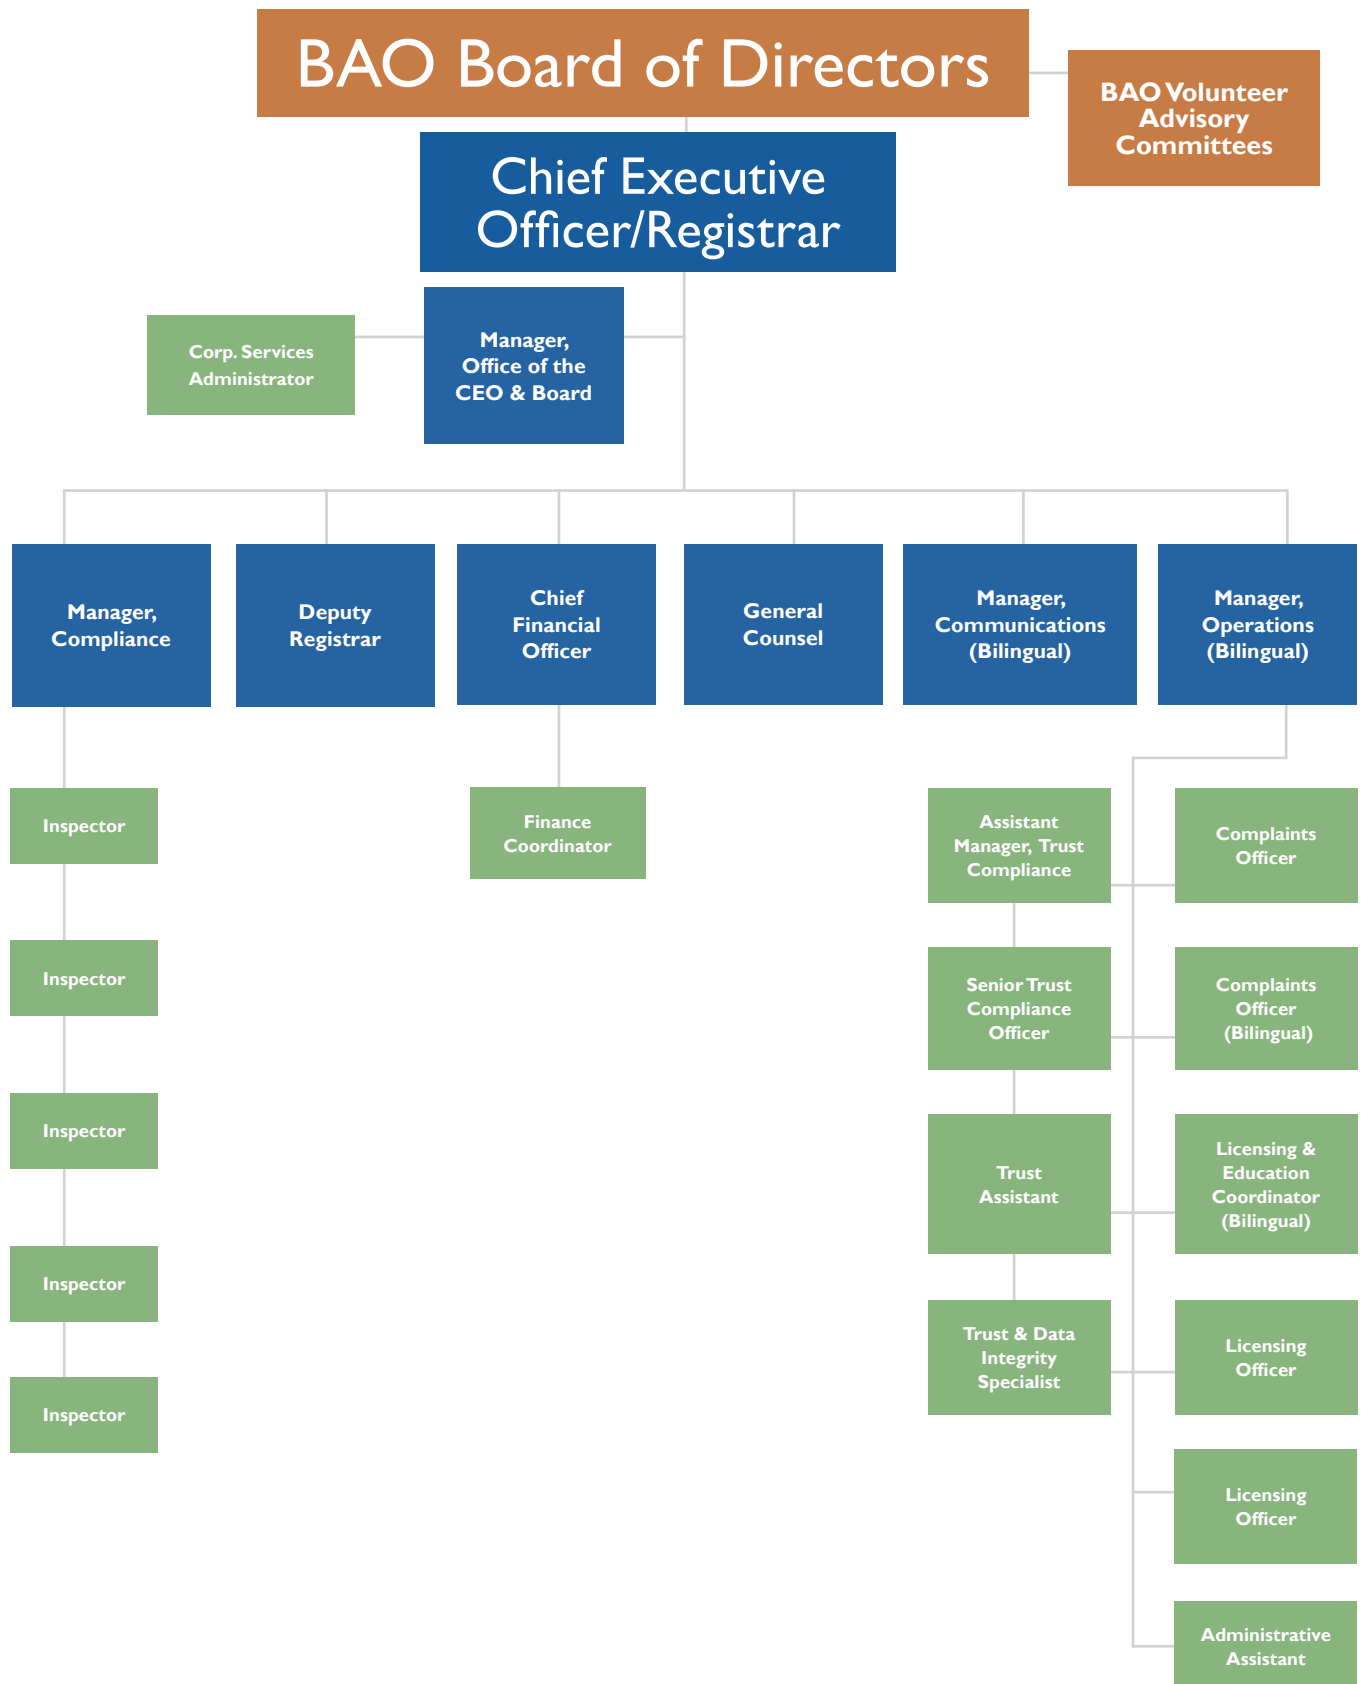 BAO Board of Directors
BAO Volunteer
Advisory
Committees
Chief Executive
Officer/Registrar
Corp. Services
Administrator
Manager,
Office of the
CEO & Board
Manager,
Compliance
Deputy
Registrar
Chief
Financial
Officer
General
Counsel
Manager,
Communications
(Bilingual)
Manager,
Operations
(Bilingual)
Inspector
Inspector
Inspector
Inspector
Inspector
Finance
Coordinator
Assistant
Manager, Trust
Compliance
Senior Trust
Compliance
Officer
Trust
Assistant
Trust & Data
Integrity
Specialist
Complaints
Officer
Complaints
Officer
(Bilingual)
Licensing &
Education
Coordinator
(Bilingual)
Licensing
Officer
Licensing
Officer
Administrative
Assistant